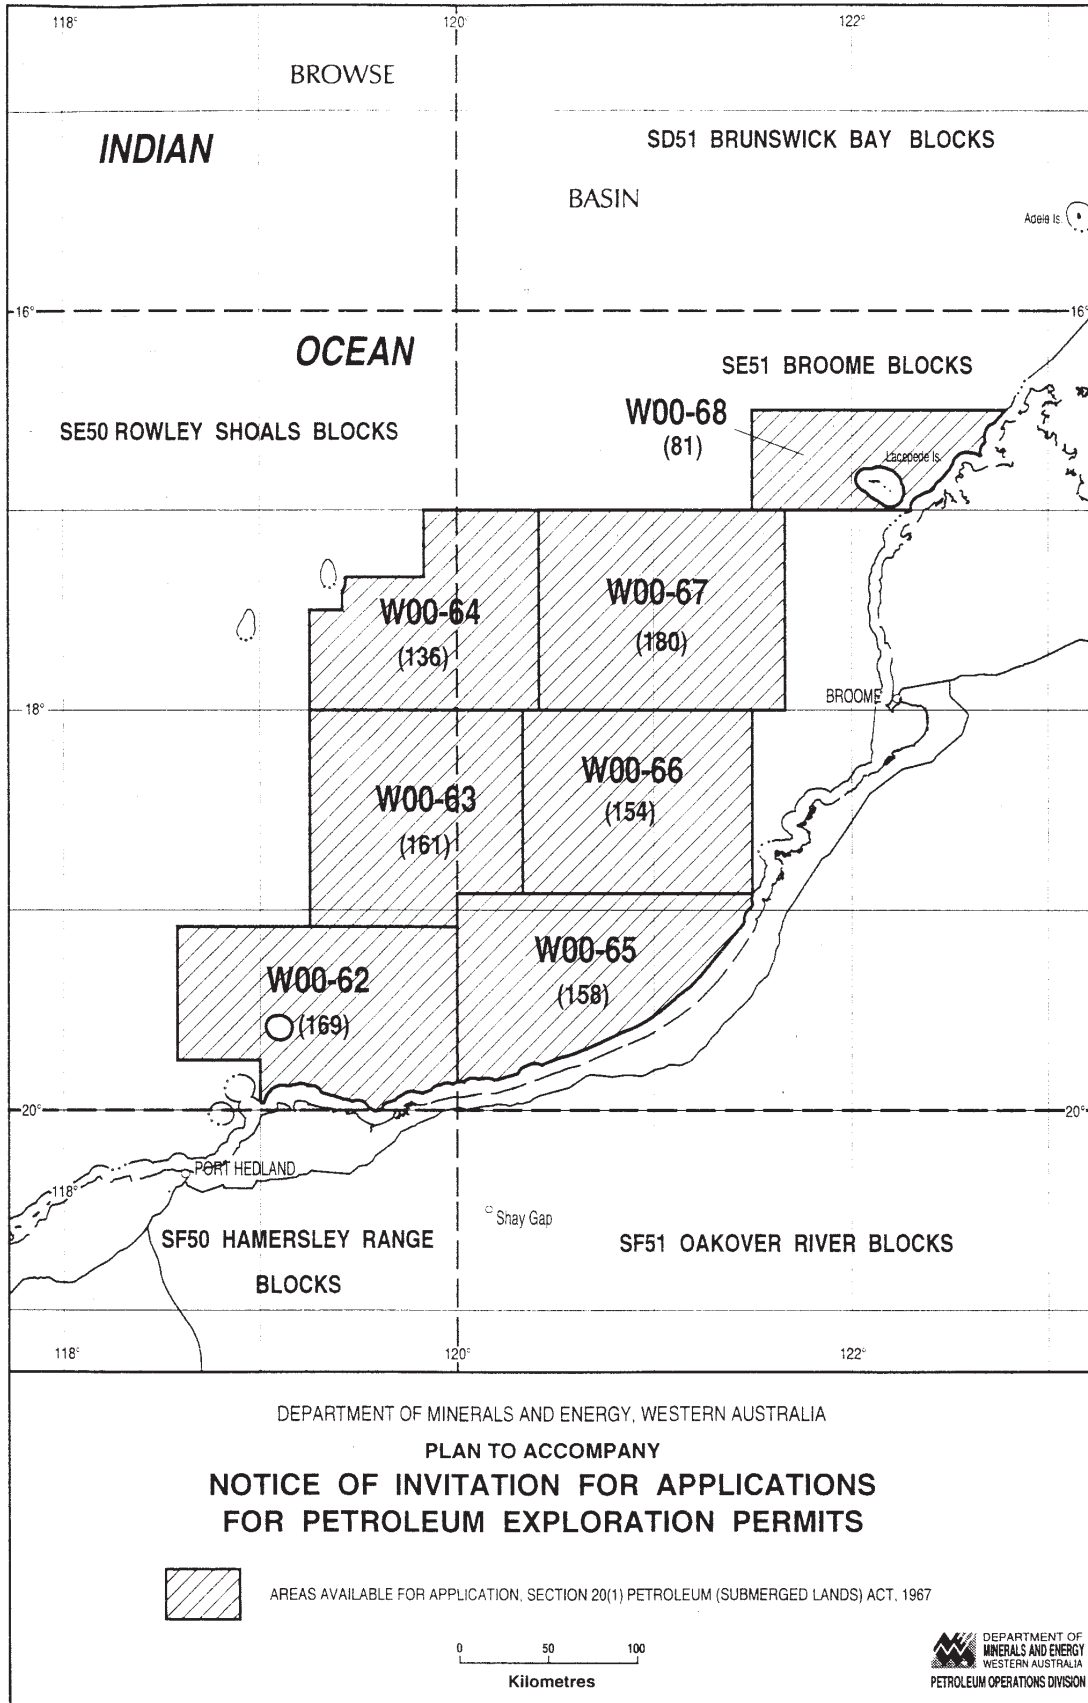 118° 120° 122°
BROWSE
INDIAN
SD51 BRUNSWICK BAY BLOCKS
BASIN
Adele Is.
16° 16°
OCEAN
SE51 BROOME BLOCKS
W00-68
(81)
SE50 ROWLEY SHOALS BLOCKS
Lacepede Is.
W00-64
(136)
W00-67
(180)
BROOME
18°
W00-63
(161)
W00-66
(154)
W00-65
(158)
W00-62
(169)
20° 20°
PORT HEDLAND
118°
Shay Gap
SF50 HAMERSLEY RANGE
BLOCKS
SF51 OAKOVER RIVER BLOCKS
118° 120° 122°
DEPARTMENT OF MINERALS AND ENERGY, WESTERN AUSTRALIA
PLAN TO ACCOMPANY
NOTICE OF INVITATION FOR APPLICATIONS
FOR PETROLEUM EXPLORATION PERMITS
AREAS AVAILABLE FOR APPLICATION, SECTION 20(1) PETROLEUM (SUBMERGED LANDS) ACT, 1967
0 50 100
Kilometres
DEPARTMENT OF
MINERALS AND ENERGY
WESTERN AUSTRALIA
PETROLEUM OPERATIONS DIVISION